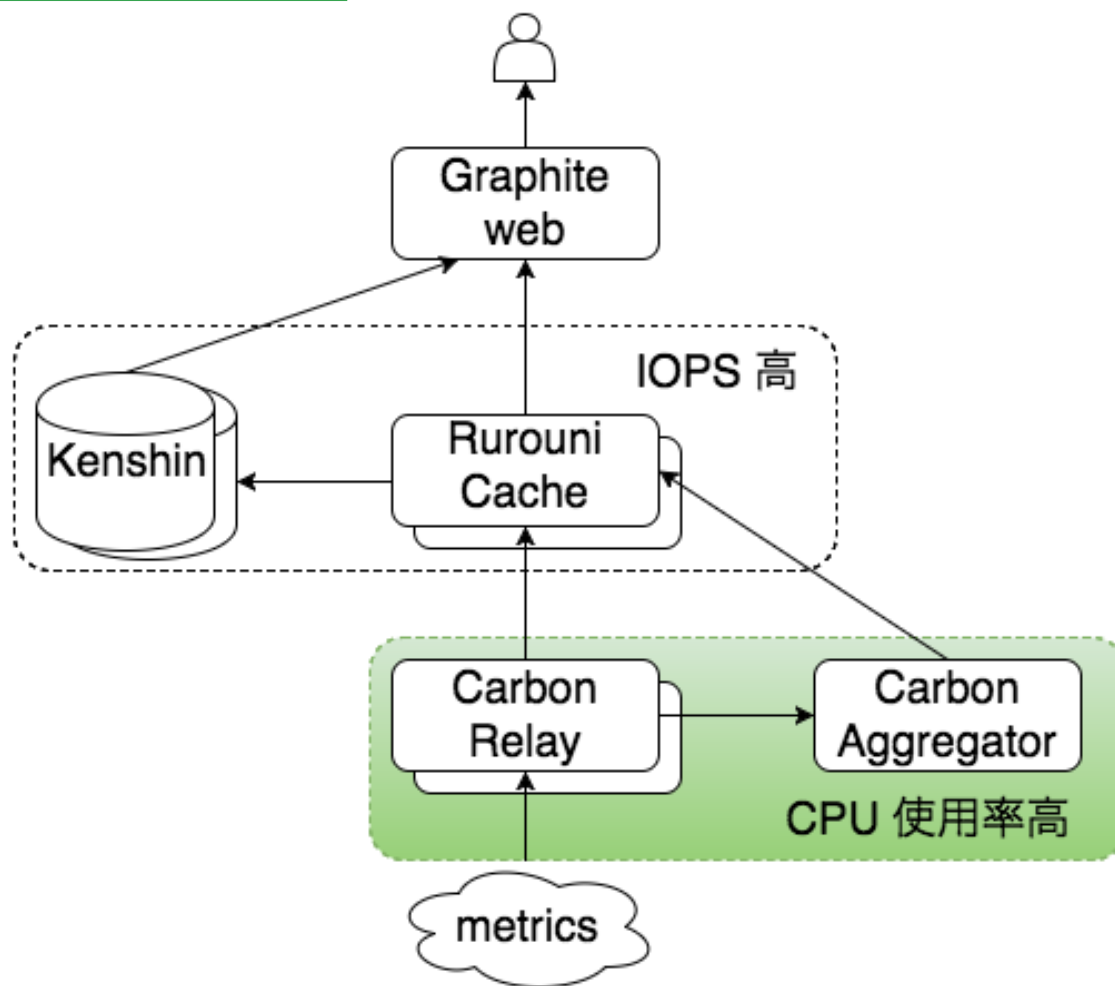 Graphite
web
IOPS 高
Kenshin
Rurouni
Cache
Carbon
Relay
Carbon
Aggregator
CPU 使用率高
metrics